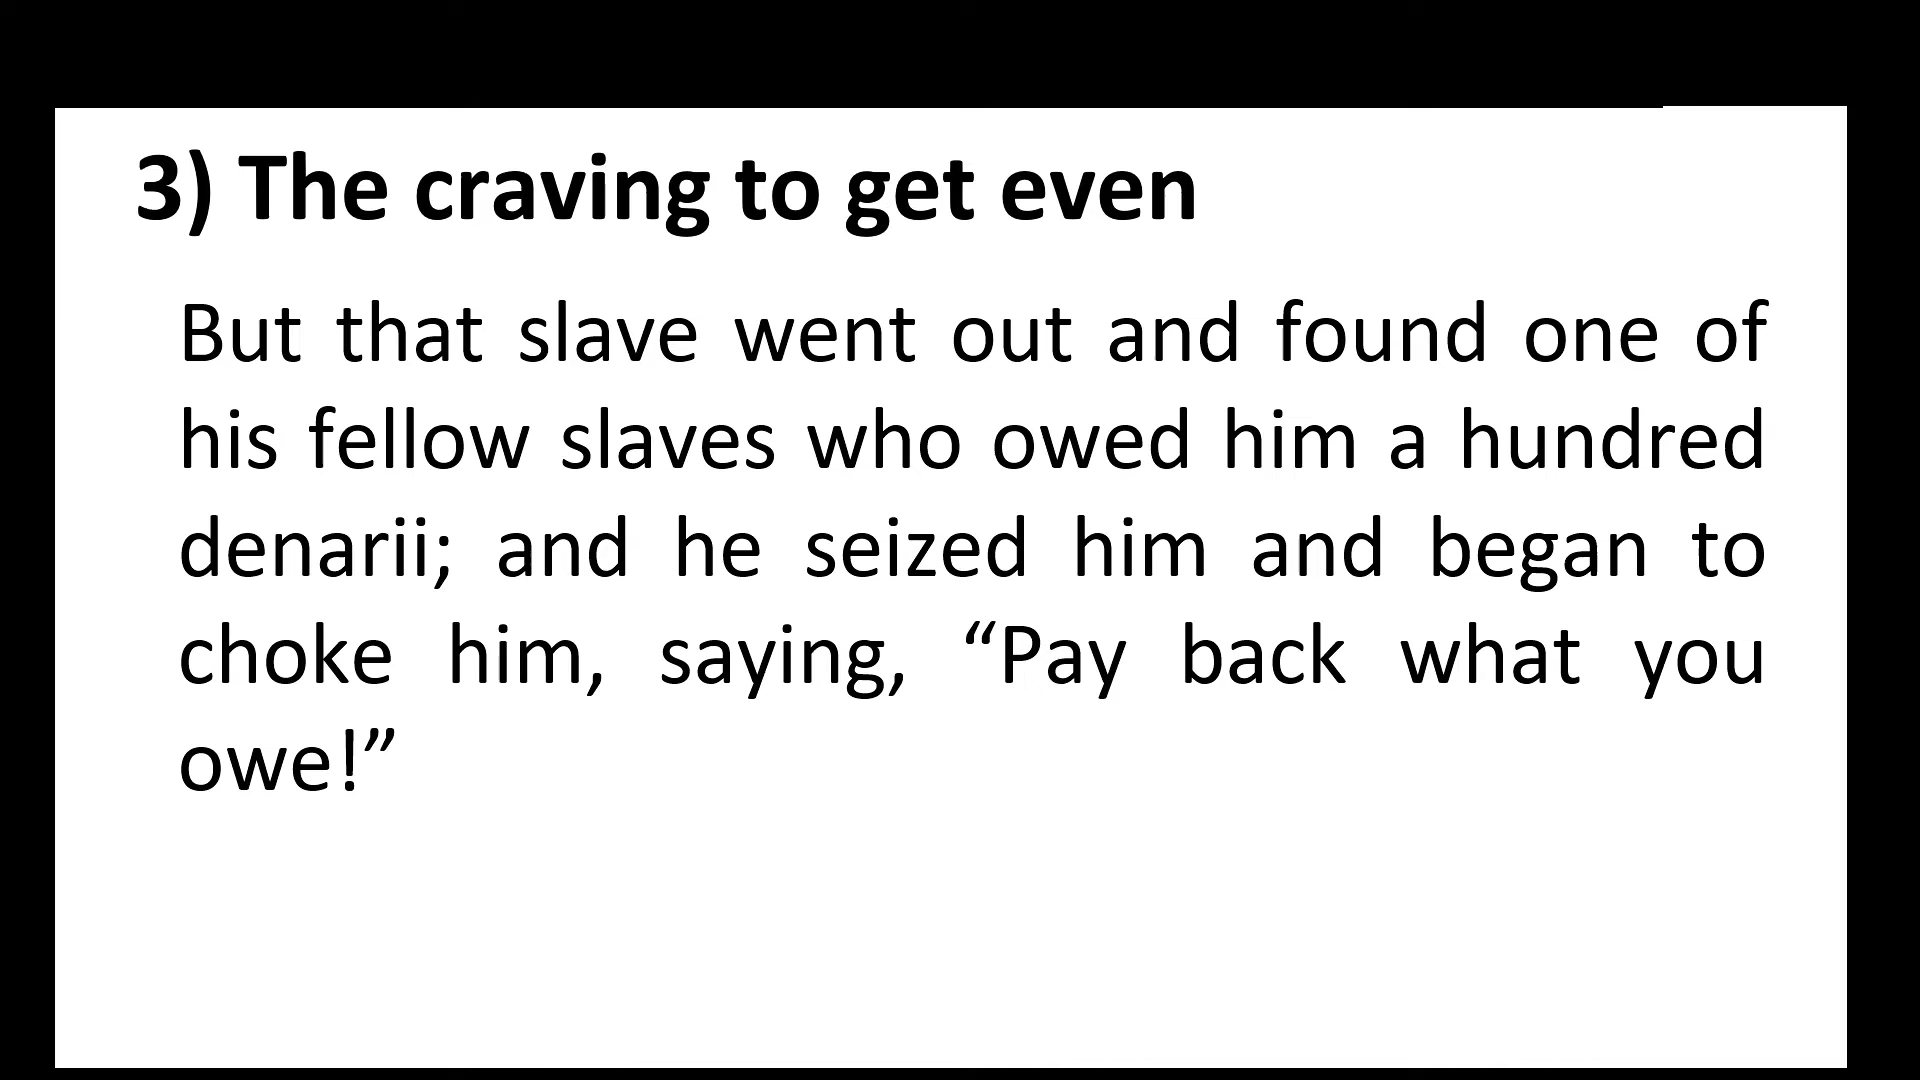 3) The craving to get even
But that slave went out and found one of
his fellow slaves who owed him a hundred
denarii; and he seized him and began to
choke him, saying, “Pay back what you
owe!”